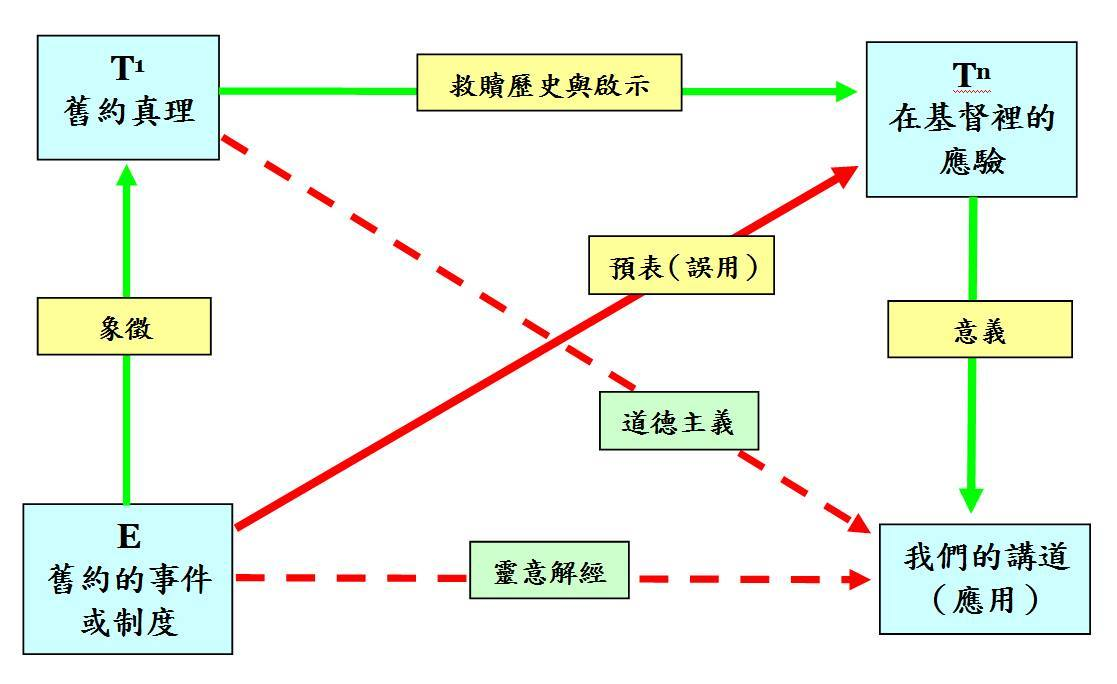 T¹
舊約真理
救贖歷史與啟示
Tⁿ
在基督裡的
應驗
預表(誤用)
象徵
意義
道德主義
E
舊約的事件
或制度
靈意解經
我們的講道
(應用)